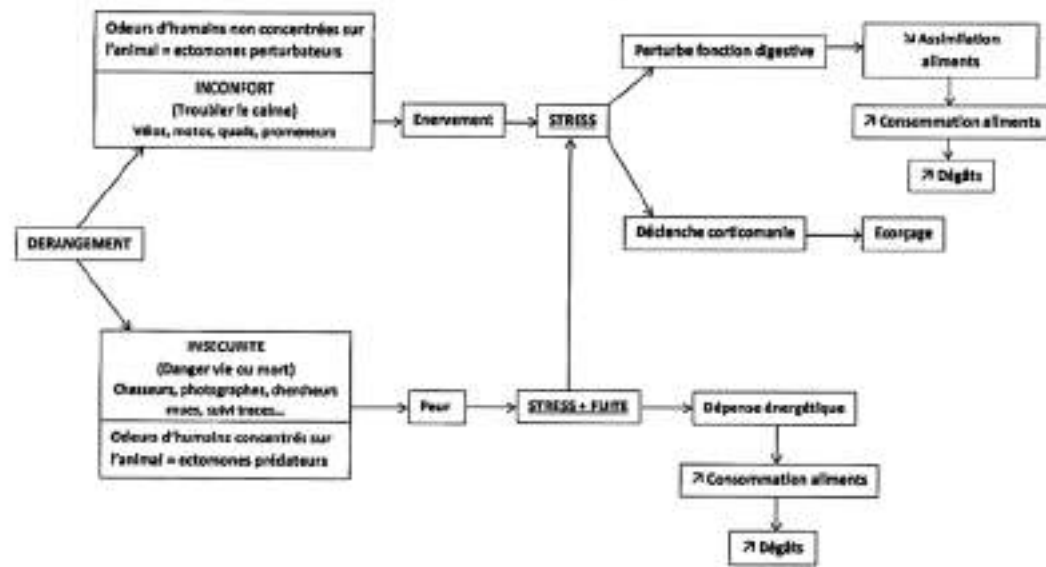 Odeurs d'humains non concentrées sur
l'animal = ectomones perturbateurs
INCONFORT
(Troubler le calme)
Vélos, motos, quads, promeneurs
Enervement
STRESS
Perturbe fonction digestive
↘ Assimilation
aliments
↗ Consommation aliments
↗ Dégâts
Déclenche corticomanie
Ecorçage
DERANGEMENT
INSECURITE
(Danger vie ou mort)
Chasseurs, photographes, chercheurs
mues, suivi traces...
Odeurs d'humains concentrés sur
l'animal = ectomones prédateurs
Peur
STRESS + FUITE
Dépense énergétique
↗ Consommation aliments
↗ Dégâts